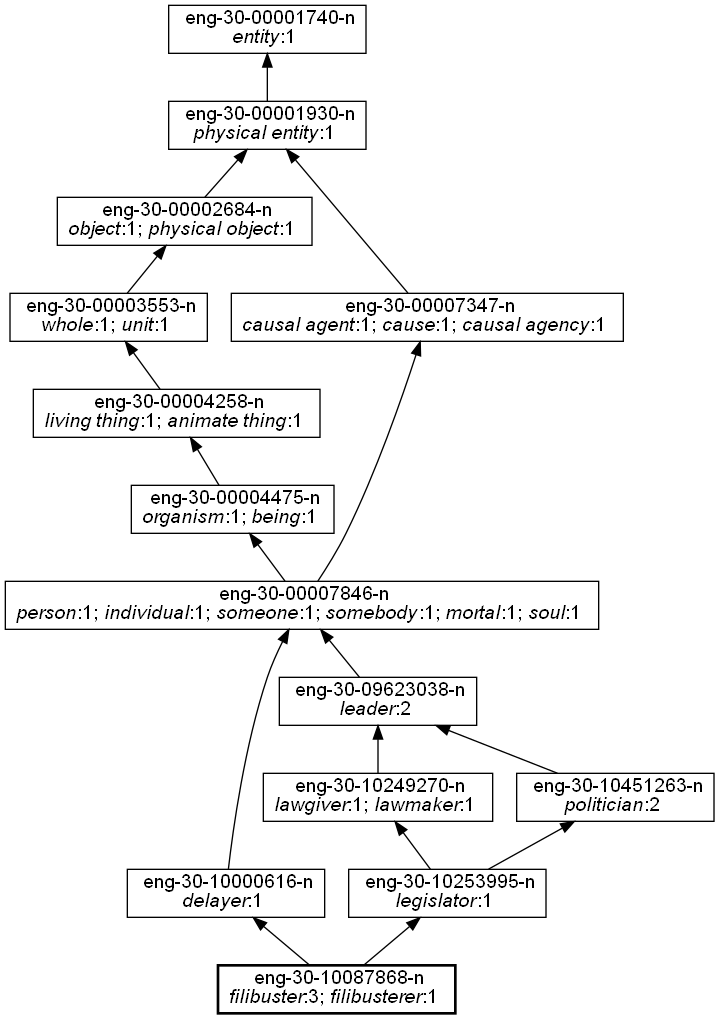 eng-30-00001740-n
entity:1
eng-30-00001930-n
physical entity:1
eng-30-00002684-n
object:1; physical object:1
eng-30-00003553-n
whole:1; unit:1
eng-30-00007347-n
causal agent:1; cause:1; causal agency:1
eng-30-00004258-n
living thing:1; animate thing:1
eng-30-00004475-n
organism:1; being:1
eng-30-00007846-n
person:1; individual:1; someone:1; somebody:1; mortal:1; soul:1
eng-30-09623038-n
leader:2
eng-30-10249270-n
lawgiver:1; lawmaker:1
eng-30-10451263-n
politician:2
eng-30-10000616-n
delayer:1
eng-30-10253995-n
legislator:1
eng-30-10087868-n
filibuster:3; filibusterer:1